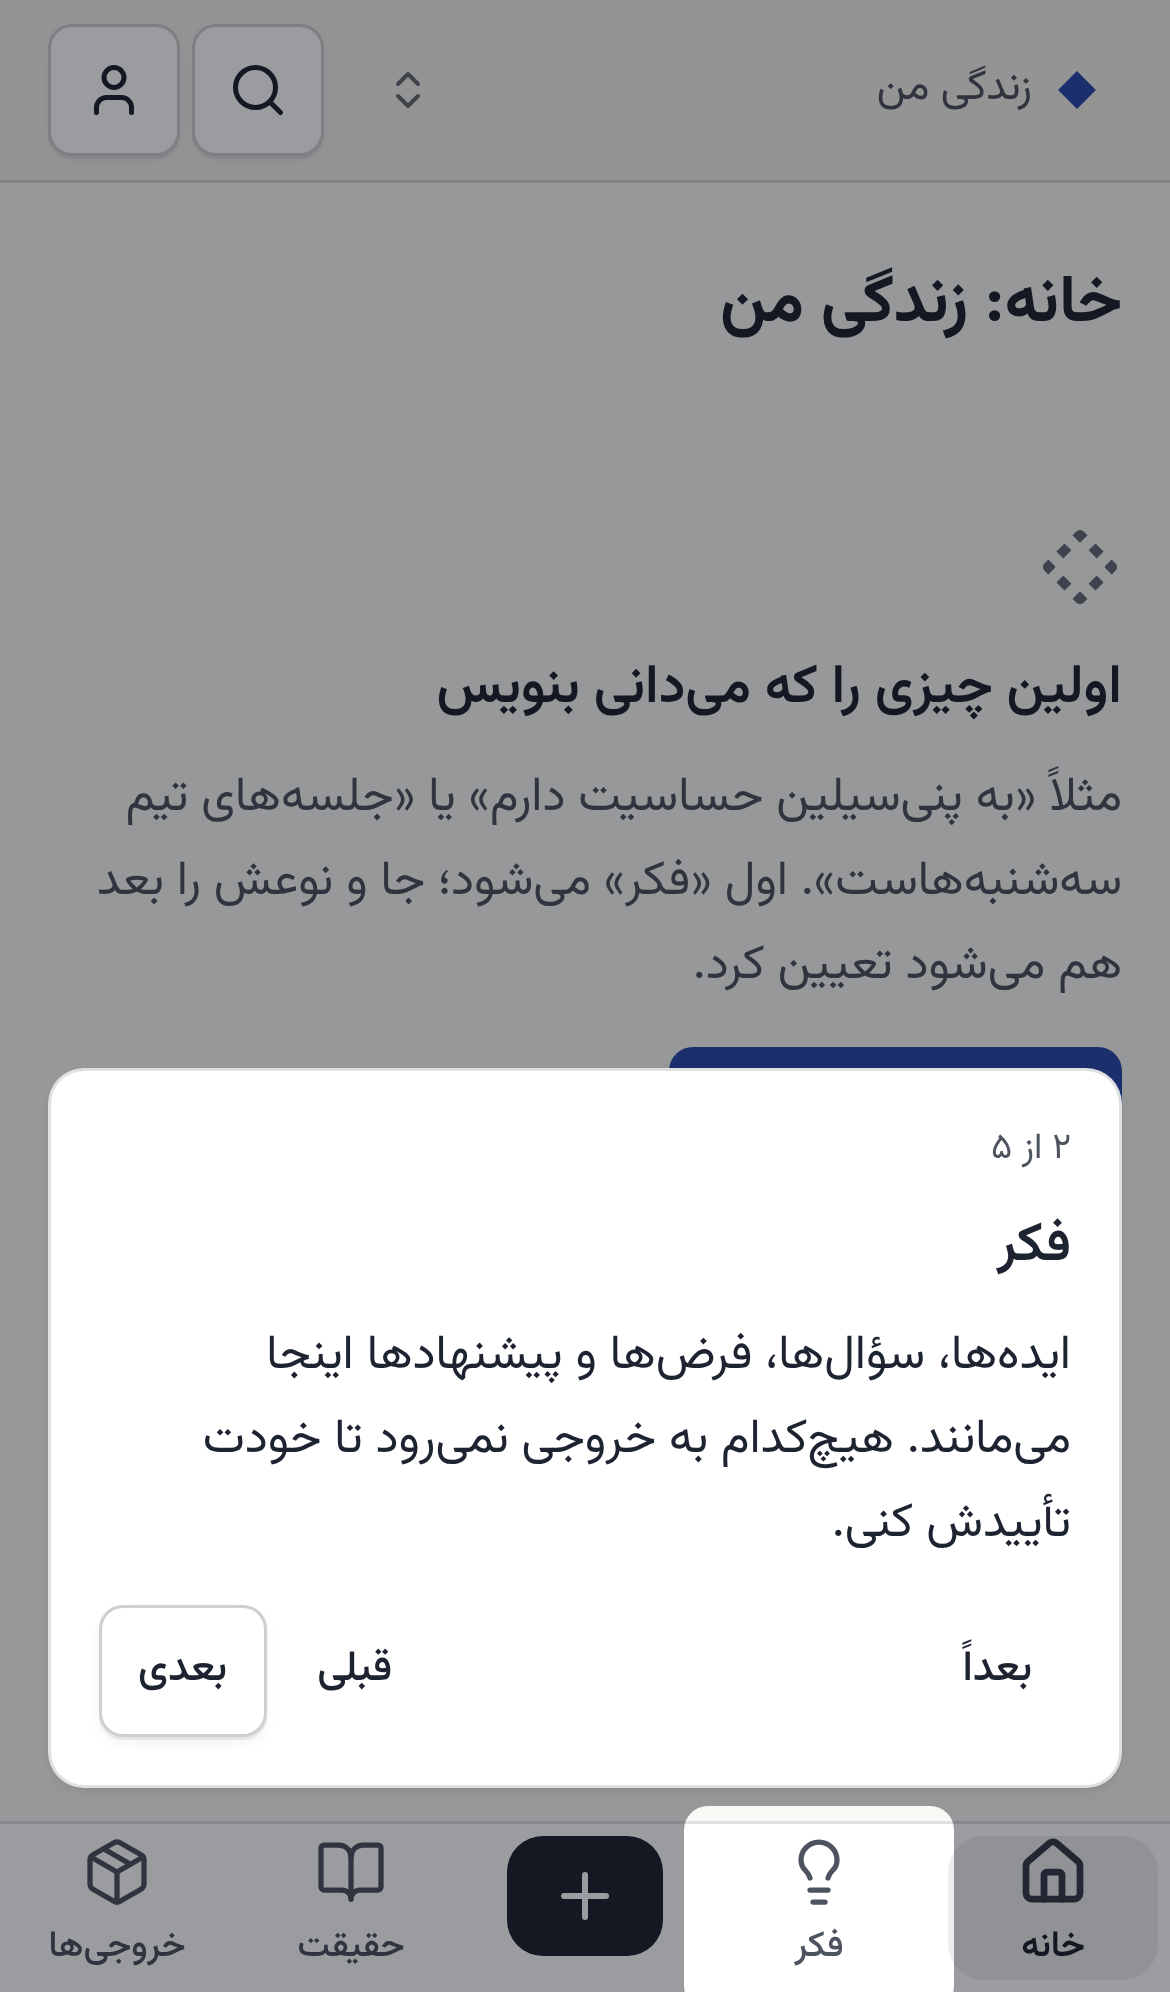 زندگی من
خانه: زندگی من
اولین چیزی را که می‌دانی بنویس
مثلاً «به پنی‌سیلین حساسیت دارم» یا «جلسه‌های تیم
سه‌شنبه‌هاست». اول «فکر» می‌شود؛ جا و نوعش را بعد
هم می‌شود تعیین کرد.
۲ از ۵
فکر
ایده‌ها، سؤال‌ها، فرض‌ها و پیشنهادها اینجا
می‌مانند. هیچ‌کدام به خروجی نمی‌رود تا خودت
تأییدش کنی.
بعداً
قبلی
بعدی
خانه
فکر
حقیقت
خروجی‌ها